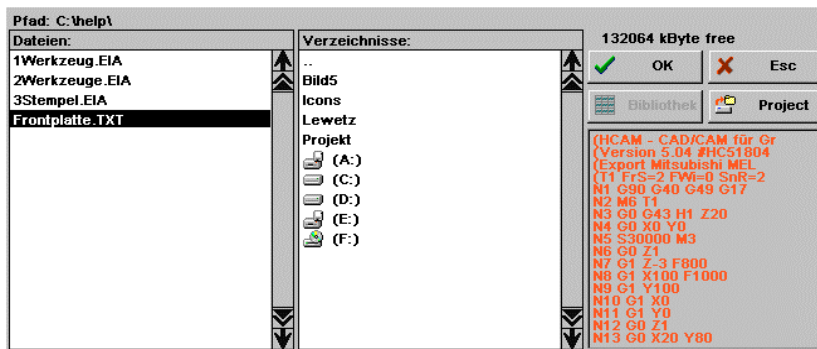 Pfad: C:\help\
Dateien:
1Werkzeug.EIA
2Werkzeuge.EIA
3Stempel.EIA
Frontplatte.TXT
Verzeichnisse:
..
Bild5
Icons
Lewetz
Projekt
(A:)
(C:)
(D:)
(E:)
(F:)
132064 kByte free
OK
Esc
Bibliothek
Project
(HCAM - CAD/CAM für Gr
(Version 5.04 #HC51804
(Export Mitsubishi MEL
(T1 FrS=2 FWi=0 SnR=2
N1 G90 G40 G49 G17
N2 M6 T1
N3 G0 G43 H1 Z20
N4 G0 X0 Y0
N5 S30000 M3
N6 G0 Z1
N7 G1 Z-3 F800
N8 G1 X100 F1000
N9 G1 Y100
N10 G1 X0
N11 G1 Y0
N12 G0 Z1
N13 G0 X20 Y80